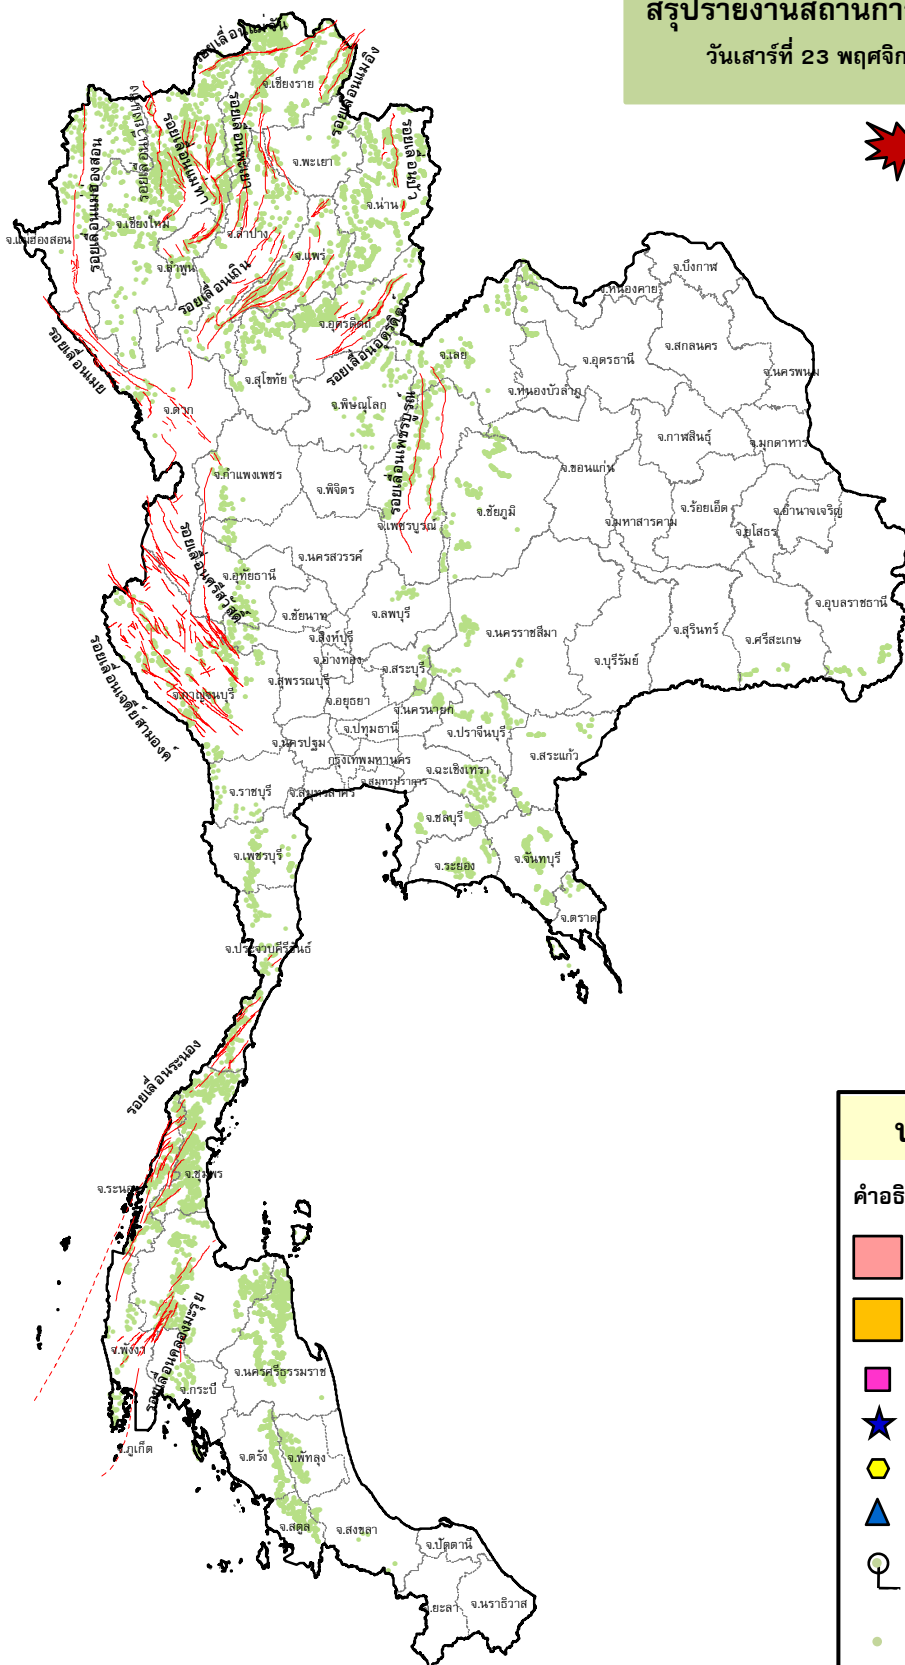 สรุปรายงานสถานกา
วันเสาร์ที่ 23 พฤศจิก
รอยเลื่อนแม่จัน
รอยเลื่อนแม่อิง
จ.เชียงราย
รอยเลื่อนแม่ฮ่องสอน
รอยเลื่อนแม่ทา
รอยเลื่อนพะเยา
จ.พะเยา
รอยเลื่อนปัว
จ.น่าน
จ.แม่ฮ่องสอน
จ.เชียงใหม่
จ.ลำปาง
จ.แพร่
จ.ลำพูน
รอยเลื่อนเถิน
จ.อุตรดิตถ์
รอยเลื่อนอุตรดิตถ์
รอยเลื่อนเมย
จ.บึงกาฬ
จ.หนองคาย
จ.เลย
จ.อุดรธานี
จ.สกลนคร
จ.นครพนม
จ.หนองบัวลำภู
จ.สุโขทัย
จ.ตาก
จ.พิษณุโลก
รอยเลื่อนเพชรบูรณ์
จ.กาฬสินธุ์
จ.มุกดาหาร
จ.กำแพงเพชร
จ.พิจิตร
จ.ขอนแก่น
จ.เพชรบูรณ์
จ.ชัยภูมิ
จ.มหาสารคาม
จ.ร้อยเอ็ด
จ.ยโสธร
จ.อำนาจเจริญ
รอยเลื่อนศรีสวัสดิ์
จ.นครสวรรค์
จ.อุทัยธานี
จ.ชัยนาท
จ.ลพบุรี
จ.อุบลราชธานี
จ.สิงห์บุรี
จ.นครราชสีมา
จ.สุรินทร์
จ.ศรีสะเกษ
จ.อ่างทอง
จ.สระบุรี
จ.บุรีรัมย์
จ.สุพรรณบุรี
จ.กาญจนบุรี
รอยเลื่อนเจดีย์สามองค์
จ.อยุธยา
จ.นครนายก
จ.ปทุมธานี
จ.ปราจีนบุรี
จ.นครปฐม
กรุงเทพมหานคร
จ.สระแก้ว
จ.ฉะเชิงเทรา
จ.สมุทรปราการ
จ.ราชบุรี
จ.สมุทรสาคร
จ.ชลบุรี
จ.เพชรบุรี
จ.ระยอง
จ.จันทบุรี
จ.ตราด
จ.ประจวบคีรีขันธ์
รอยเลื่อนระนอง
จ.ชุมพร
จ.ระนอง
คำอธิ
รอยเลื่อนคลองมะรุ่ย
จ.พังงา
จ.นครศรีธรรมราช
จ.กระบี่
จ.ภูเก็ต
จ.ตรัง
จ.พัทลุง
จ.สตูล
จ.สงขลา
จ.ปัตตานี
จ.ยะลา
จ.นราธิวาส